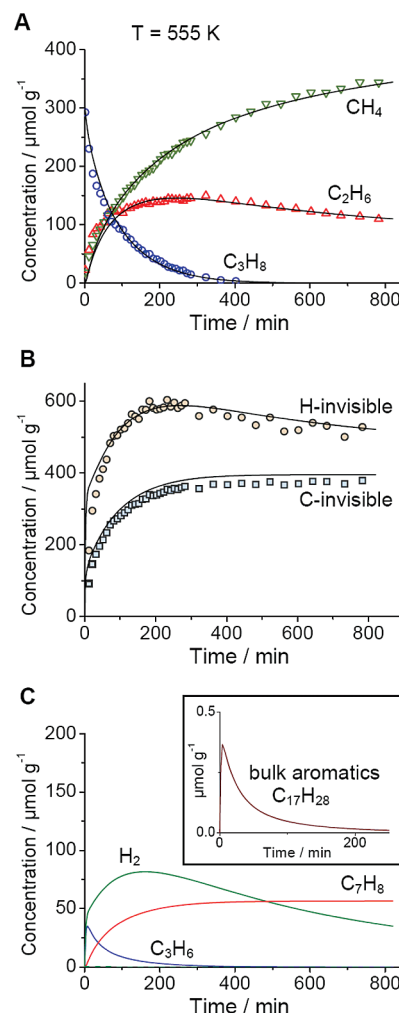 A
T = 555 K
400
300
200
100
0
Concentration / μmol g⁻¹
CH₄
C₂H₆
C₃H₈
0 200 400 600 800
Time / min
B
600
400
200
0
Concentration / μmol g⁻¹
H-invisible
C-invisible
0 200 400 600 800
Time / min
C
200
150
100
50
0
Concentration / μmol g⁻¹
0.5
0.0
μmol g⁻¹
bulk aromatics
C₁₇H₂₈
0 100 200
Time / min
H₂
C₇H₈
C₃H₆
0 200 400 600 800
Time / min